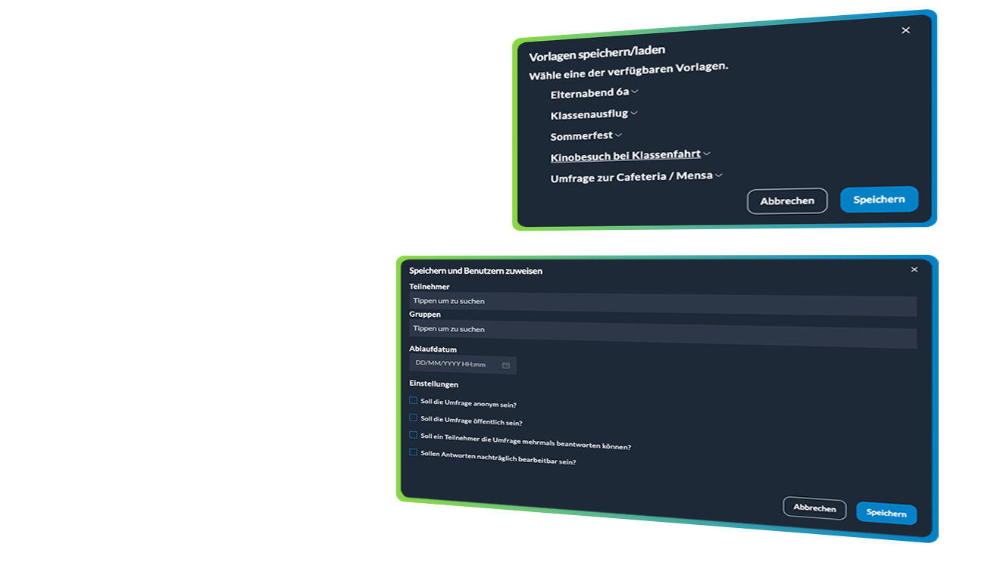 Vorlagen speichern/laden
Wähle eine der verfügbaren Vorlagen.
Elternabend 6a
Klassenausflug
Sommerfest
Kinobesuch bei Klassenfahrt
Umfrage zur Cafeteria / Mensa
Abbrechen Speichern
Speichern und Benutzern zuweisen
Teilnehmer
Tippen um zu suchen
Gruppen
Tippen um zu suchen
Ablaufdatum
DD/MM/YYYY HH:mm
Einstellungen
Soll die Umfrage anonym sein?
Soll die Umfrage öffentlich sein?
Soll ein Teilnehmer die Umfrage mehrmals beantworten können?
Sollen Antworten nachträglich bearbeitbar sein?
Abbrechen Speichern